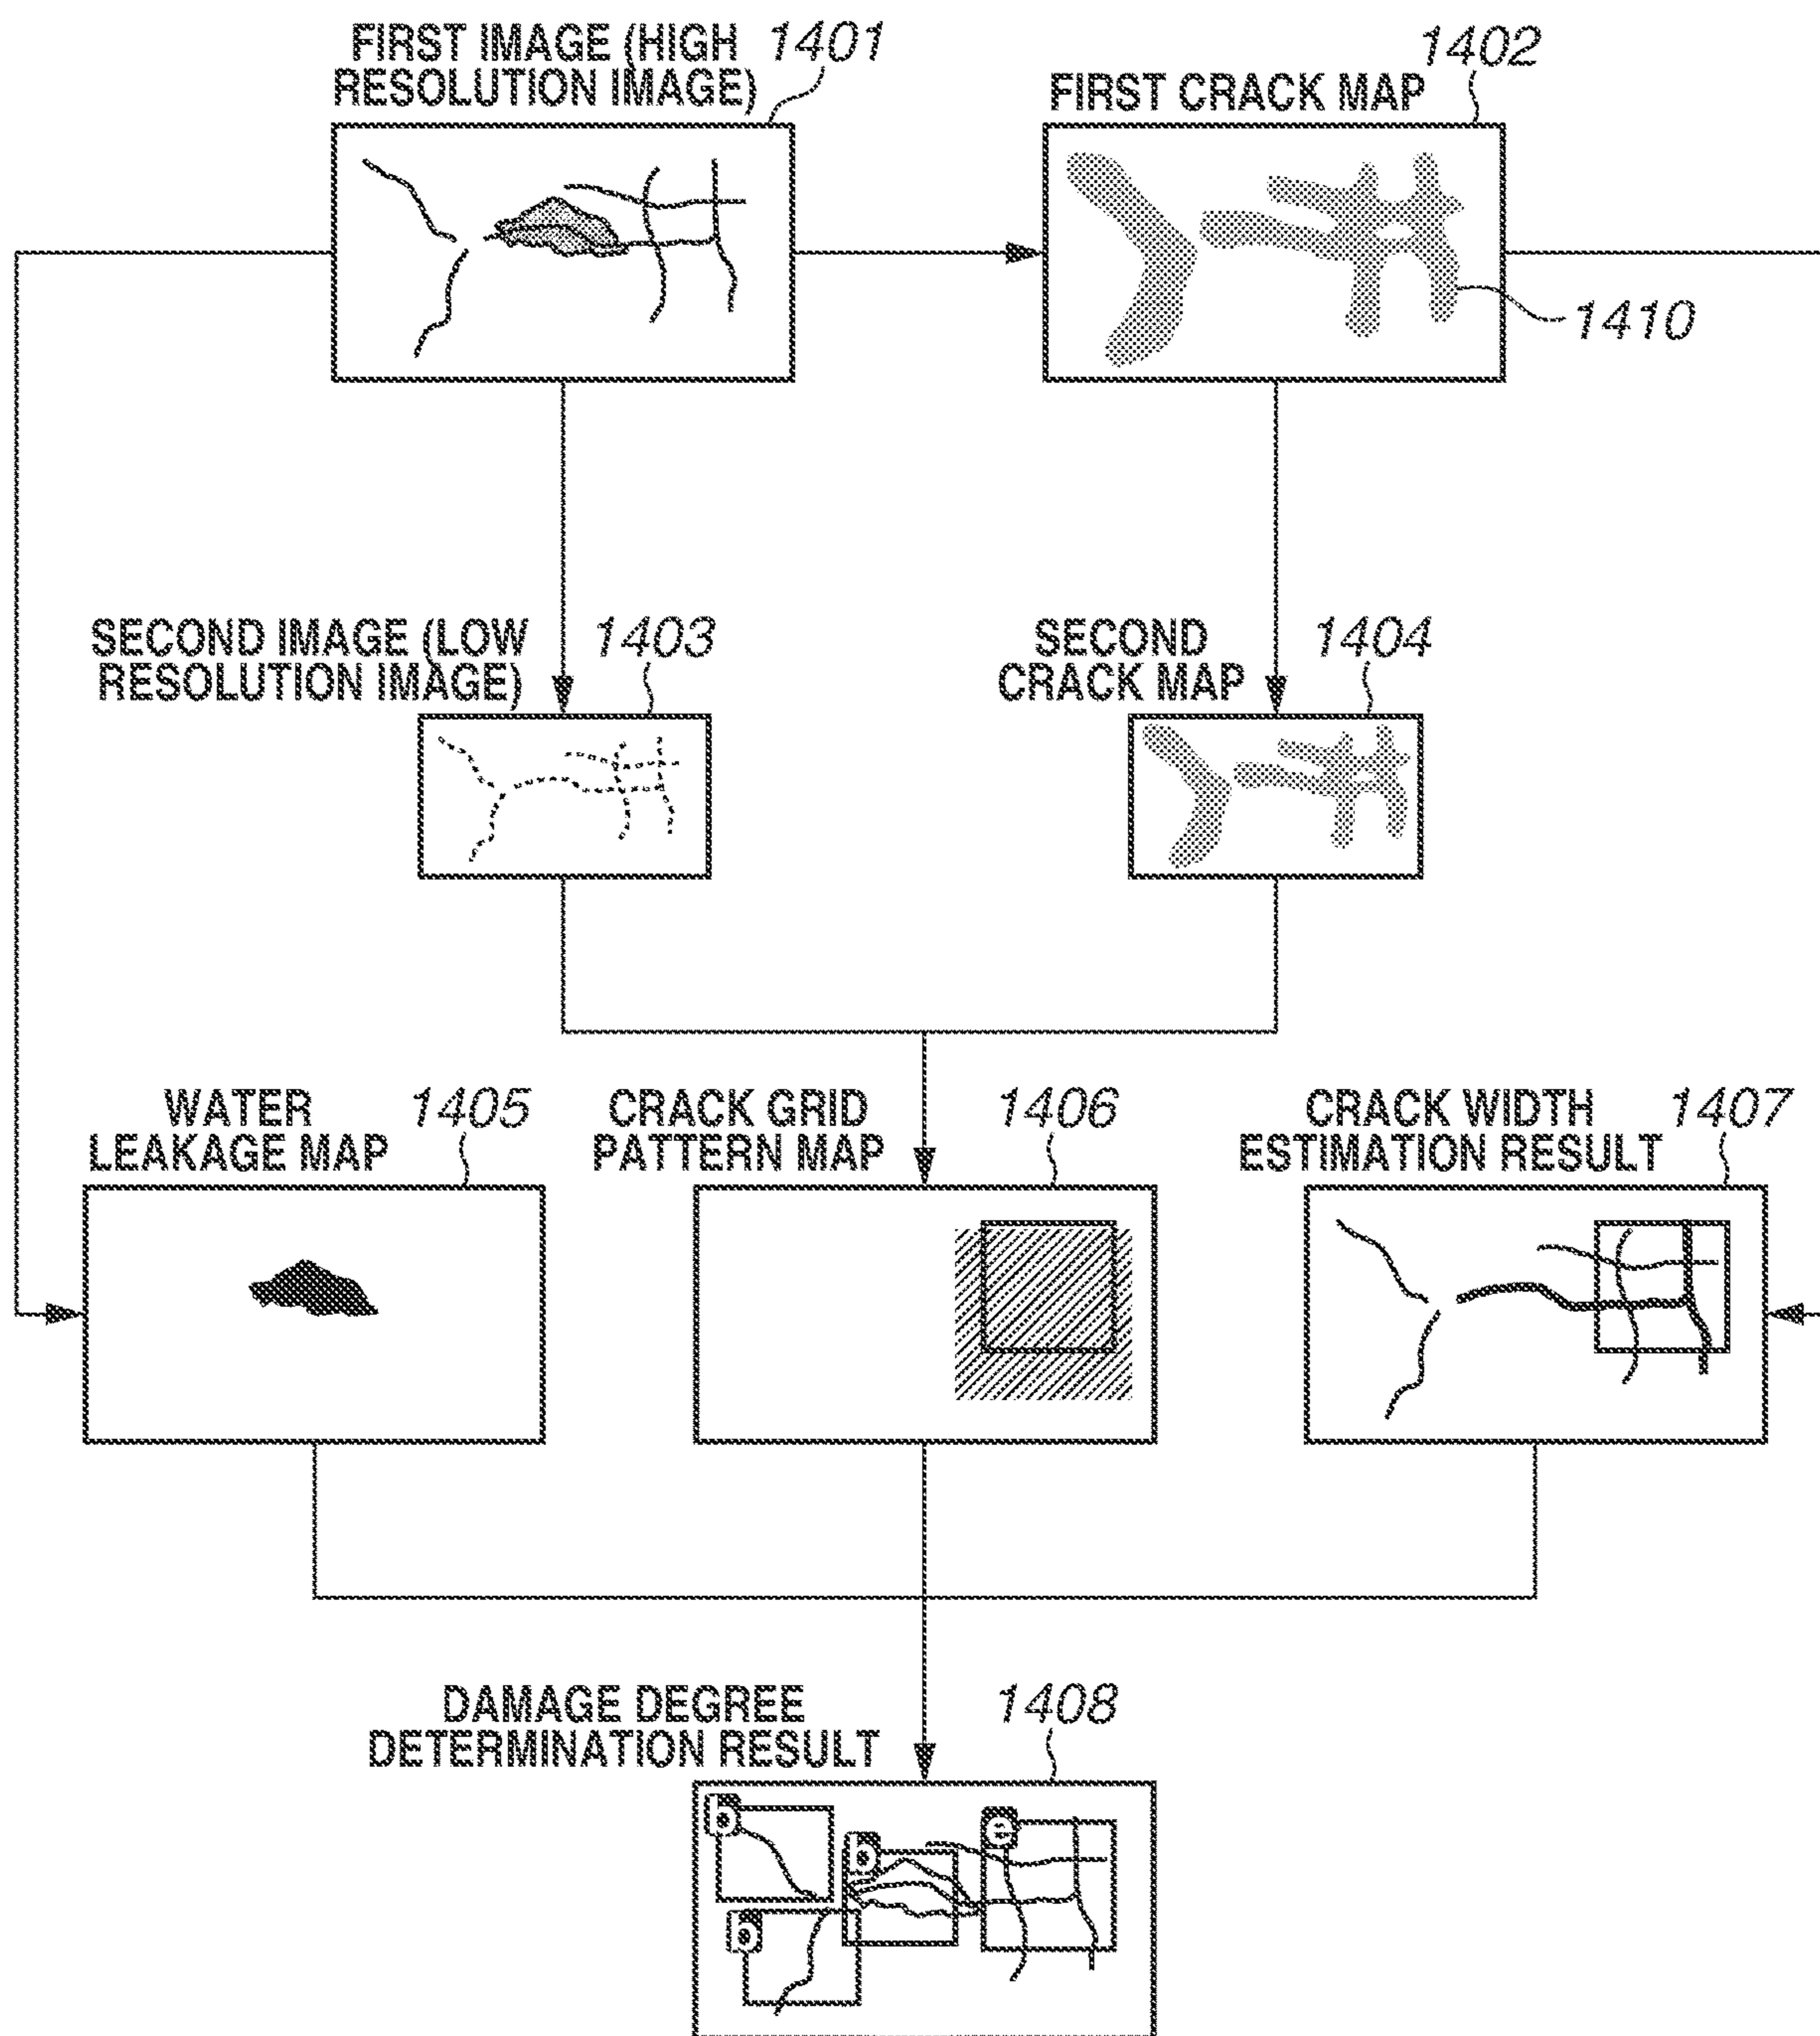 FIRST IMAGE (HIGH 1401
RESOLUTION IMAGE)
1402
FIRST CRACK MAP
1410
SECOND IMAGE (LOW 1403
RESOLUTION IMAGE)
SECOND 1404
CRACK MAP
WATER 1405
LEAKAGE MAP
CRACK GRID 1406
PATTERN MAP
CRACK WIDTH 1407
ESTIMATION RESULT
DAMAGE DEGREE 1408
DETERMINATION RESULT
b
b
e
b